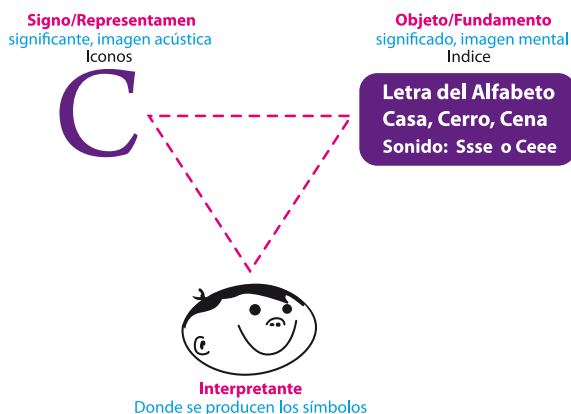 Signo/Representamen
significante, imagen acústica
Iconos
C
Objeto/Fundamento
significado, imagen mental
Indice
Letra del Alfabeto
Casa, Cerro, Cena
Sonido: Ssse o Ceee
Interpretante
Donde se producen los símbolos